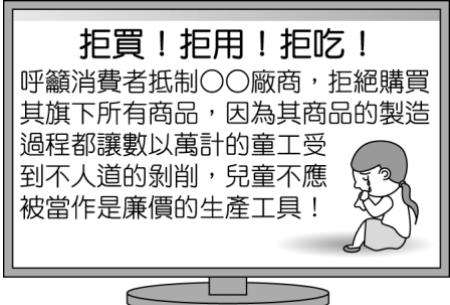 拒買！拒用！拒吃！
呼籲消費者抵制○○廠商，拒絕購買
其旗下所有商品，因為其商品的製造
過程都讓數以萬計的童工受
到不人道的剝削，兒童不應
被當作是廉價的生產工具！